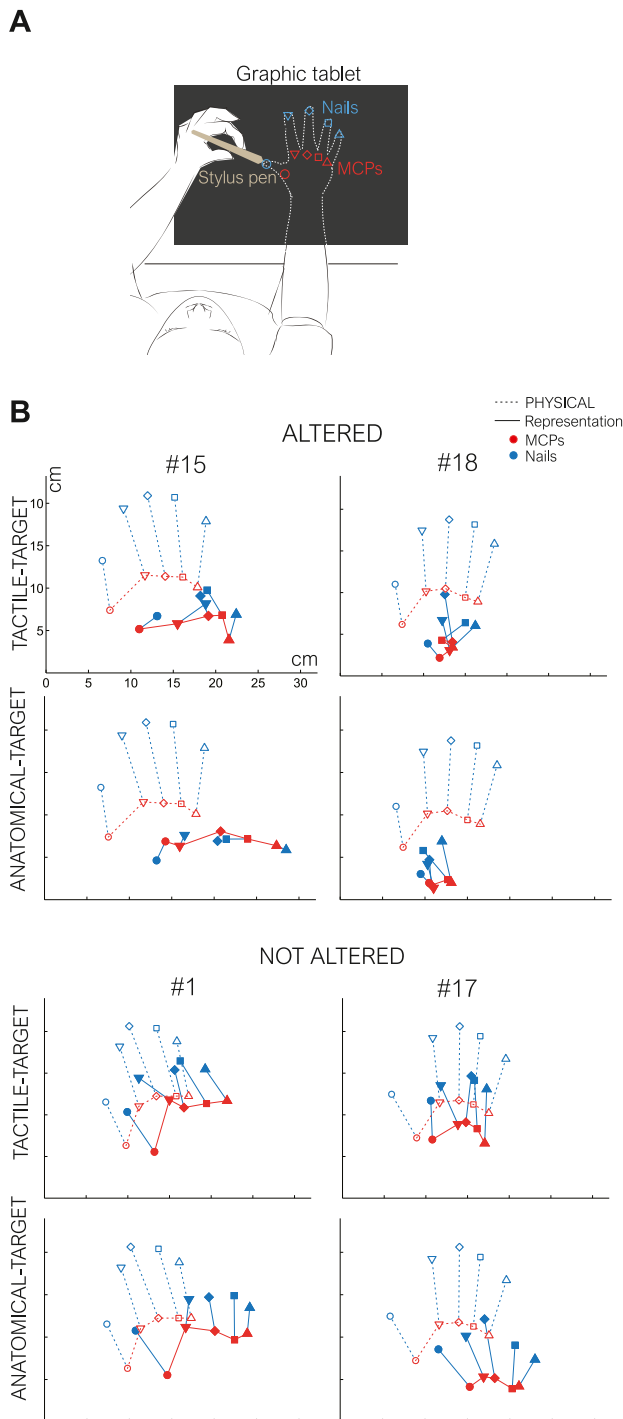 A
Graphic tablet
Nails
Stylus pen
MCPs
B
PHYSICAL
Representation
MCPs
Nails
ALTERED
#15
#18
TACTILE-TARGET
cm
10
15
10
5
cm
0
5
10
15
20
25
30
ANATOMICAL-TARGET
NOT ALTERED
#1
#17
TACTILE-TARGET
ANATOMICAL-TARGET